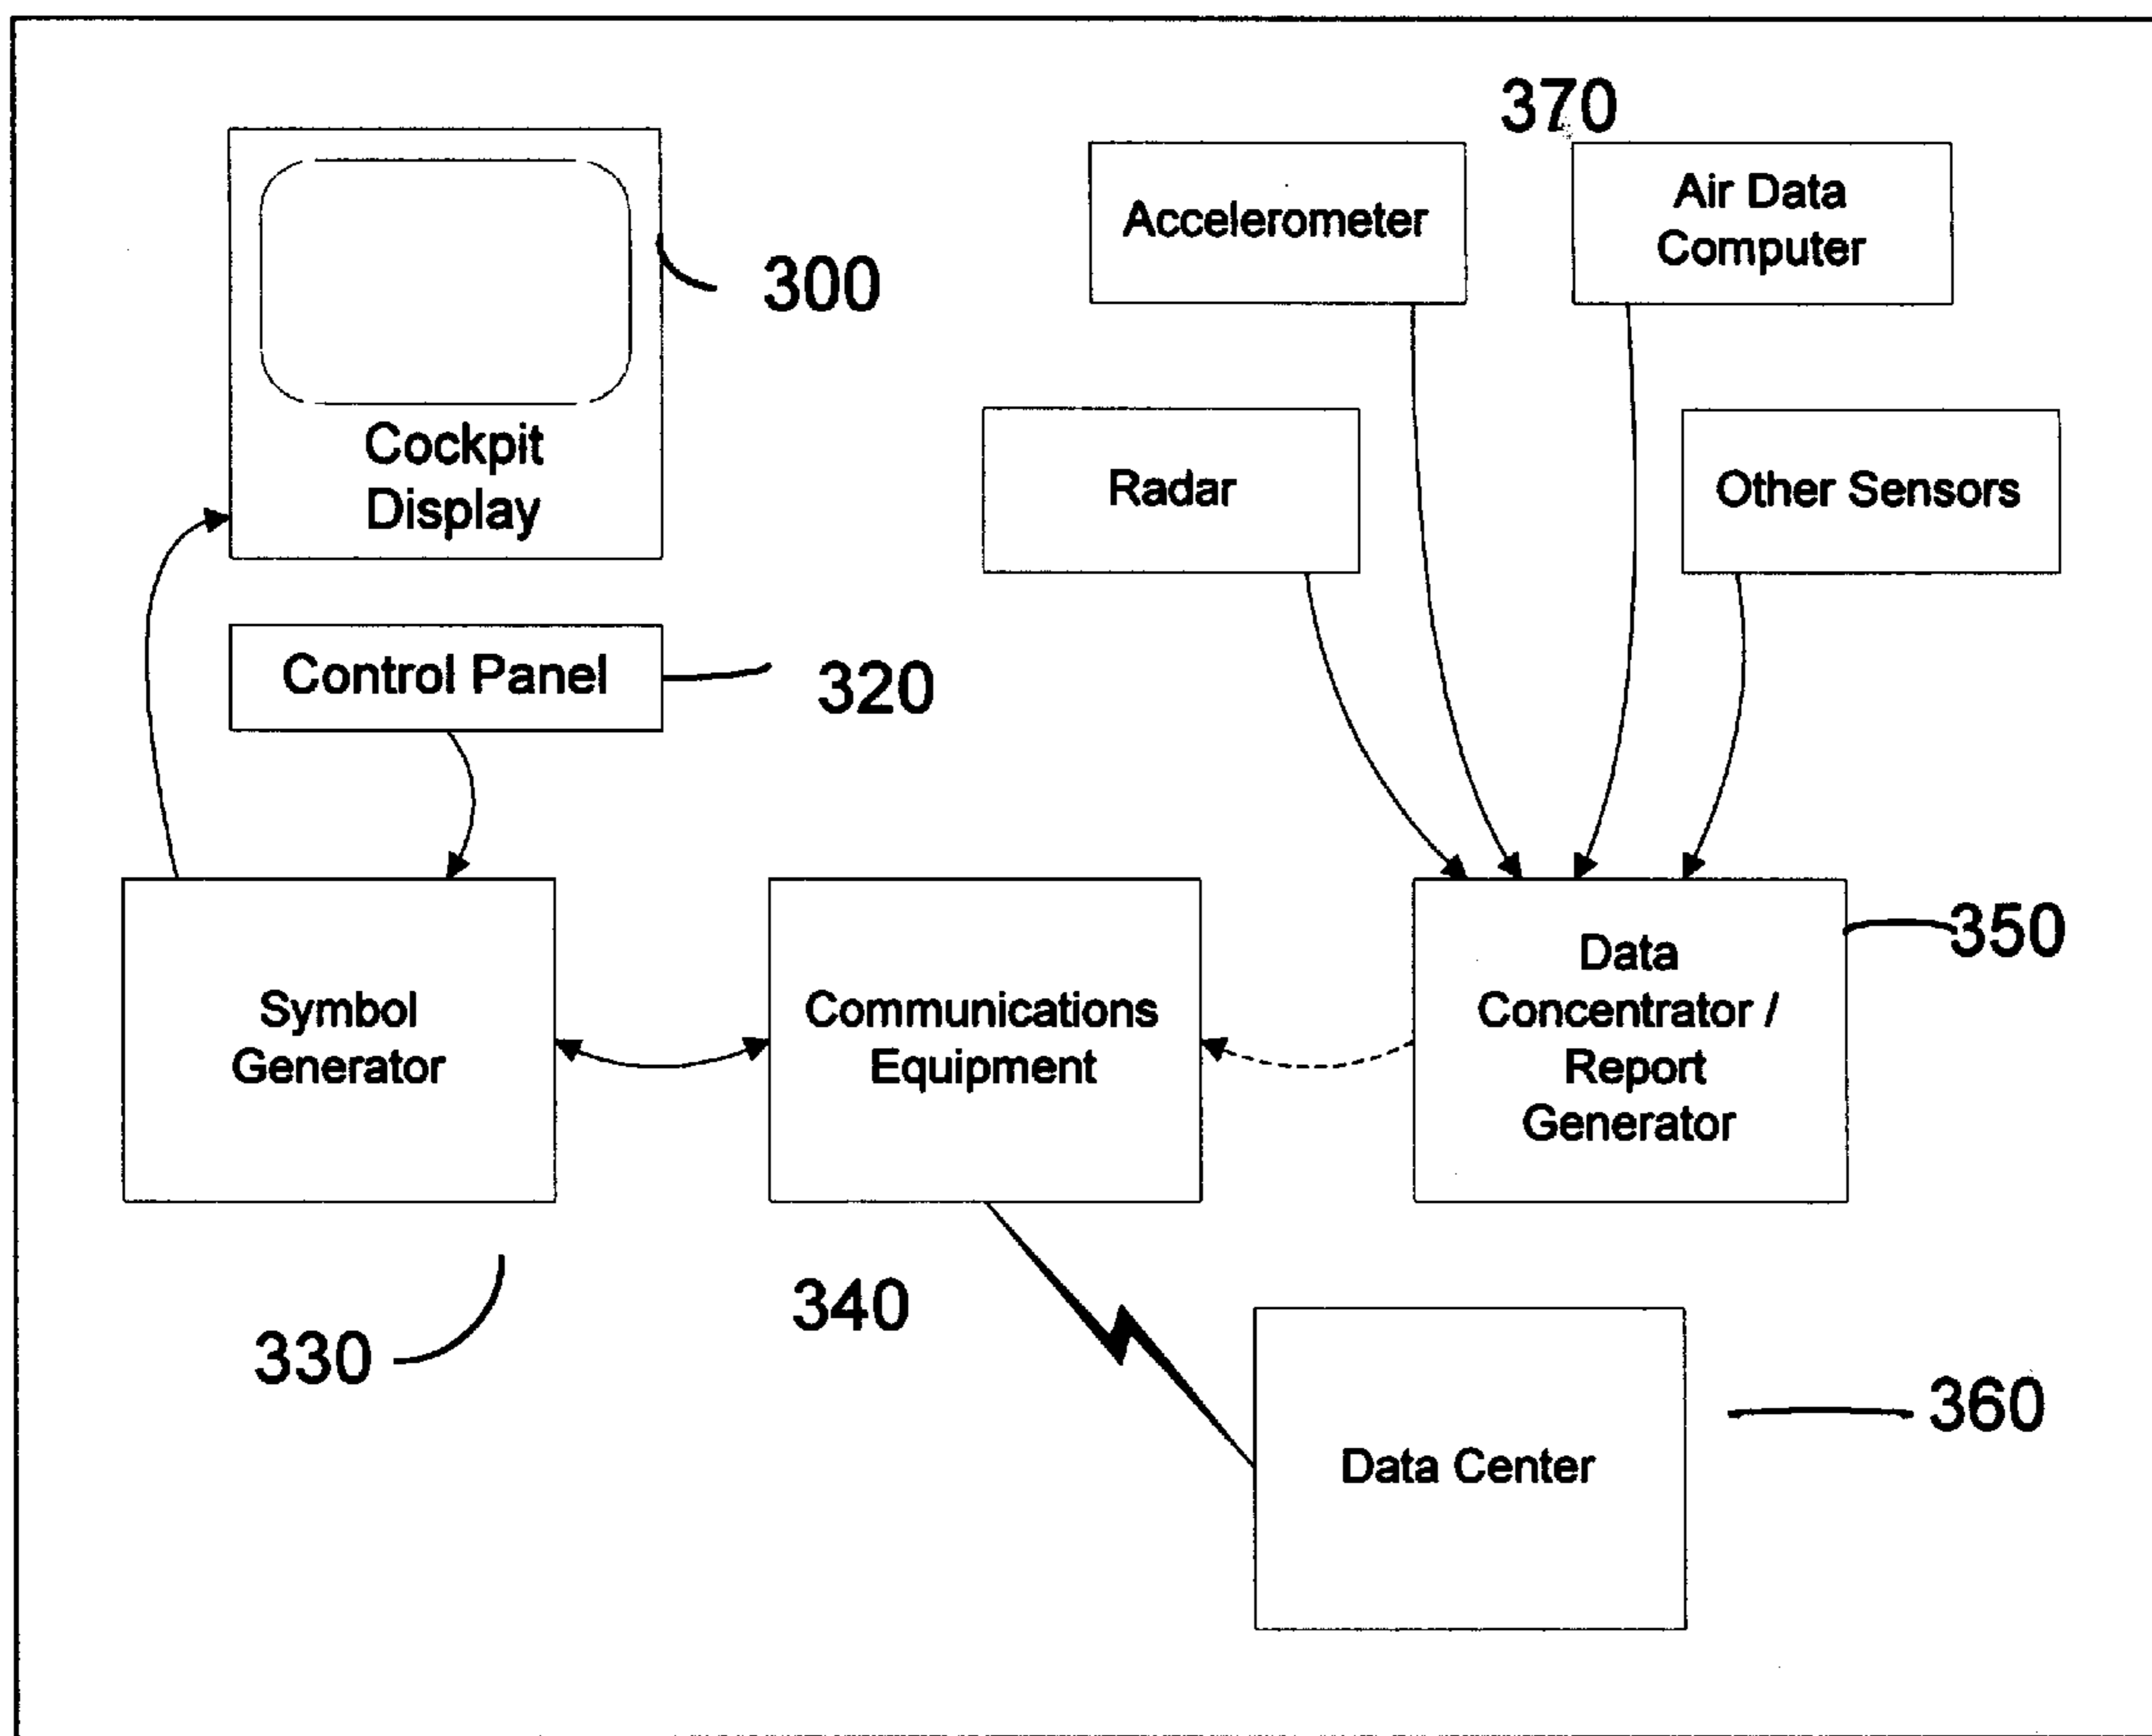 370
Accelerometer
Air Data
Computer
300
Cockpit
Display
Radar
Other Sensors
Control Panel
320
Symbol
Generator
Communications
Equipment
Data
Concentrator /
Report
Generator
350
330
340
Data Center
360